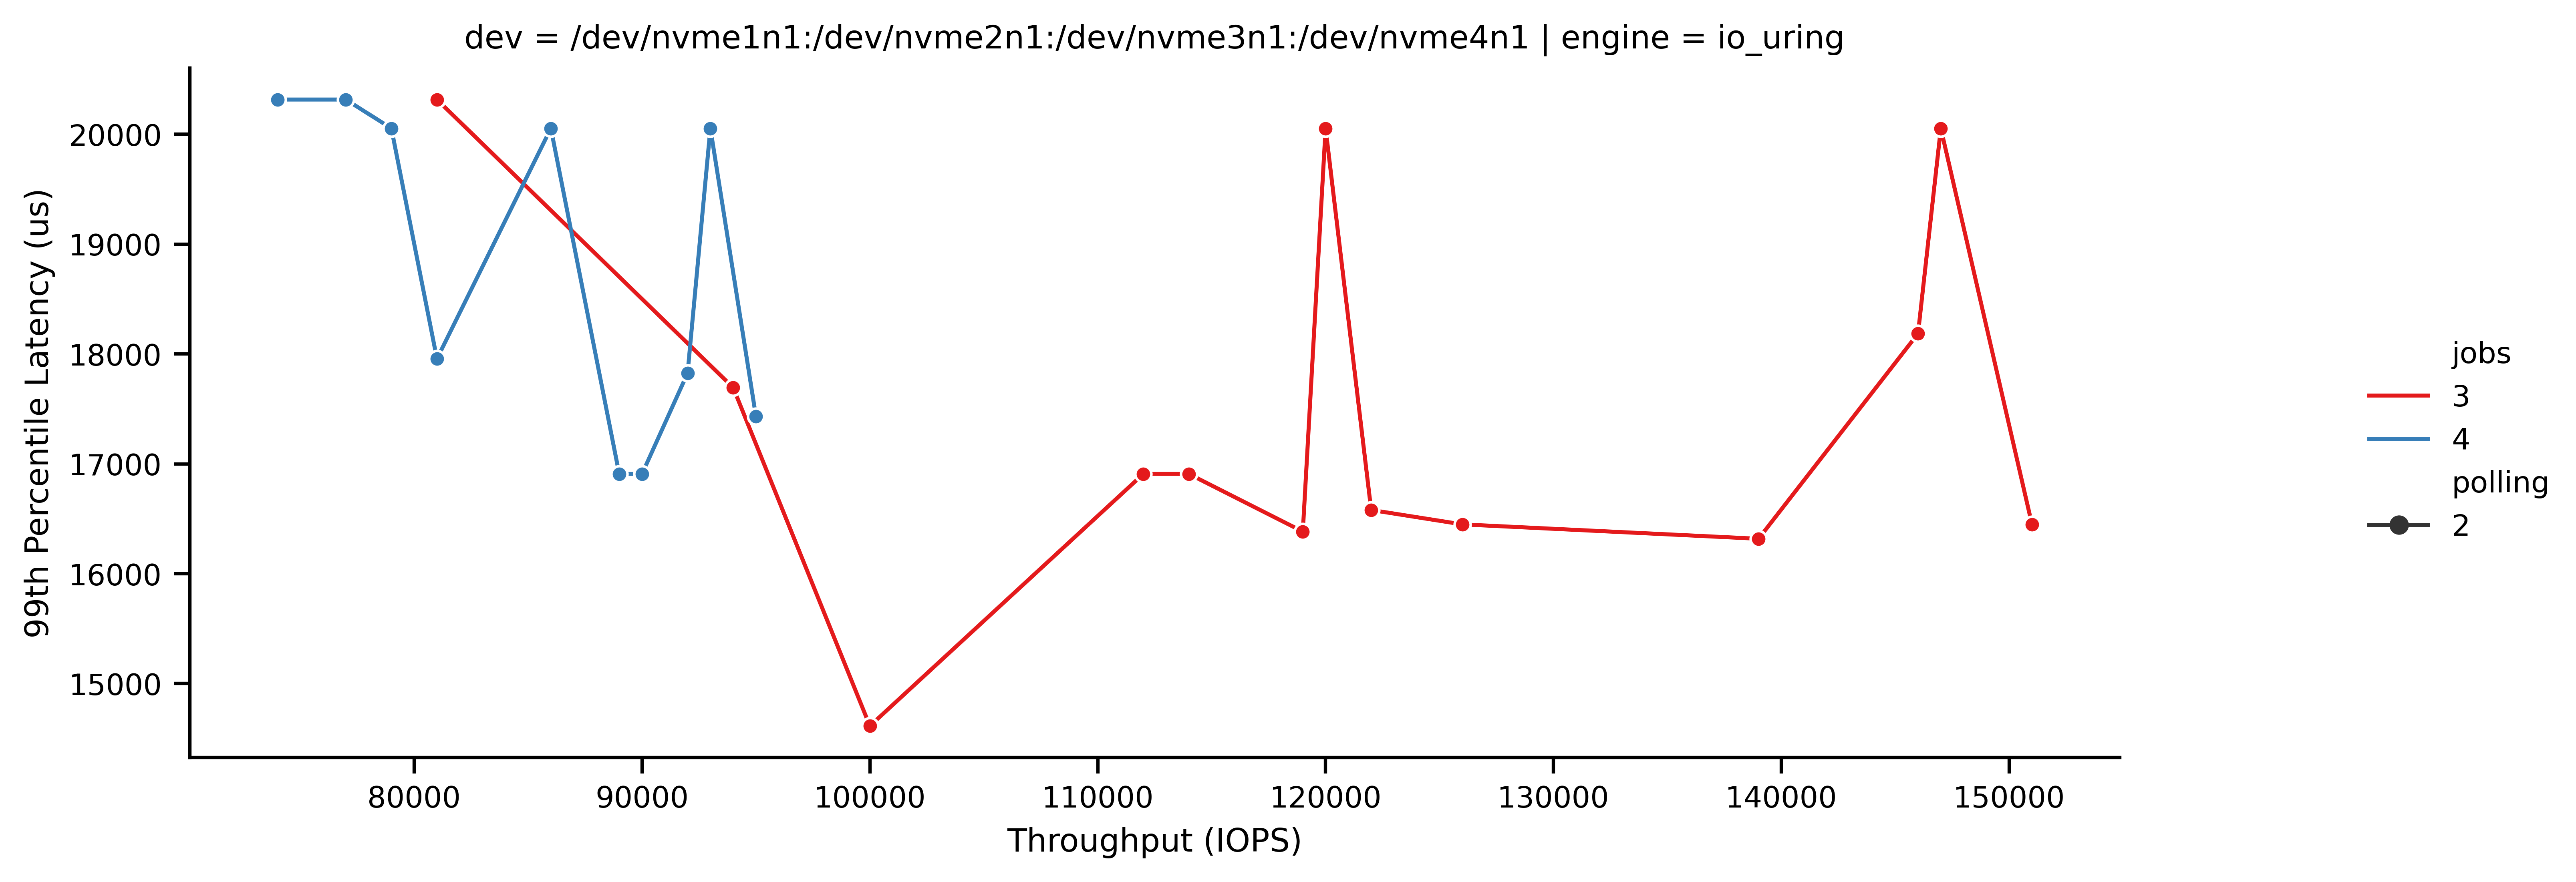 dev = /dev/nvme1n1:/dev/nvme2n1:/dev/nvme3n1:/dev/nvme4n1 | engine = io_uring
99th Percentile Latency (us)
20000
19000
18000
17000
16000
15000
80000 90000 100000 110000 120000 130000 140000 150000
Throughput (IOPS)
jobs
3
4
polling
2